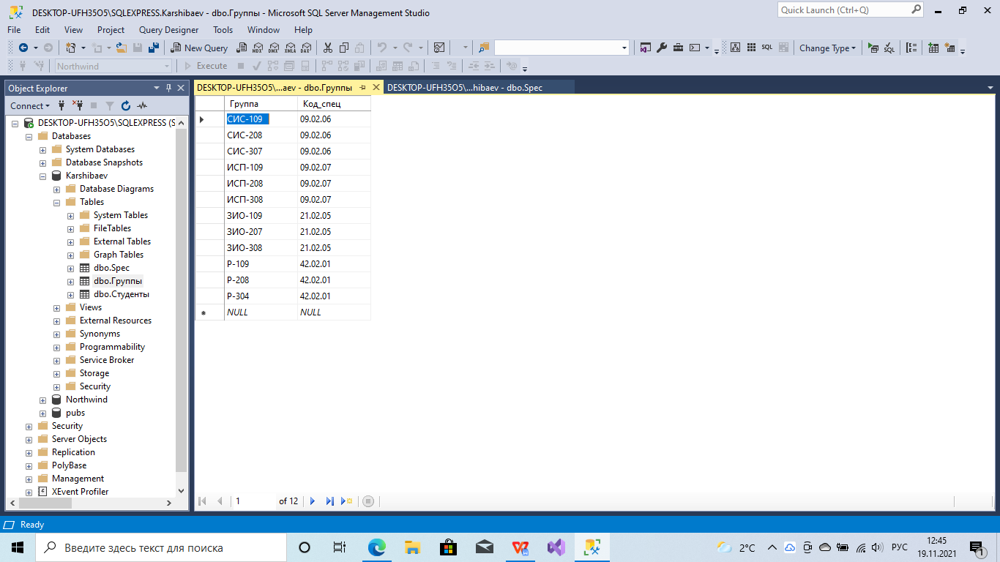 DESKTOP-UFH35O5\SQLEXPRESS.Karshibaev - dbo.Группы - Microsoft SQL Server Management Studio
Quick Launch (Ctrl+Q)
File Edit View Project Query Designer Tools Window Help
New Query MDX DMX XMLA DAX SQL Change Type SQL
Northwind Execute
Object Explorer
DESKTOP-UFH35O5\...aev - dbo.Группы
DESKTOP-UFH35O5\...hibaev - dbo.Spec
Connect
DESKTOP-UFH35O5\SQLEXPRESS (S
Databases
System Databases
Database Snapshots
Karshibaev
Database Diagrams
Tables
System Tables
FileTables
External Tables
Graph Tables
dbo.Spec
dbo.Группы
dbo.Студенты
Views
External Resources
Synonyms
Programmability
Service Broker
Storage
Security
Northwind
pubs
Security
Server Objects
Replication
PolyBase
Management
XEvent Profiler
Группа Код_спец
СИС-109 09.02.06
СИС-208 09.02.06
СИС-307 09.02.06
ИСП-109 09.02.07
ИСП-208 09.02.07
ИСП-308 09.02.07
ЗИО-109 21.02.05
ЗИО-207 21.02.05
ЗИО-308 21.02.05
Р-109 42.02.01
Р-208 42.02.01
Р-304 42.02.01
NULL NULL
1 of 12
Ready
Введите здесь текст для поиска
2°C
РУС
12:45
19.11.2021
1